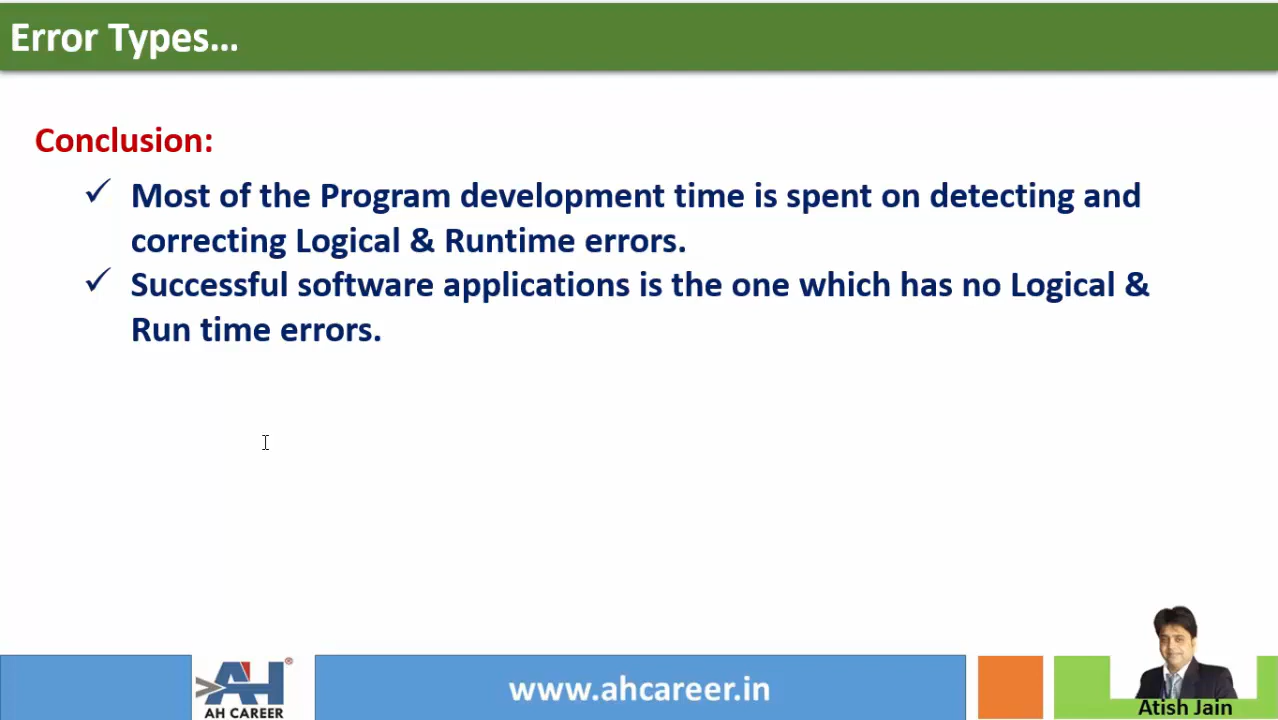 Error Types...
Conclusion:
✓ Most of the Program development time is spent on detecting and
correcting Logical & Runtime errors.
✓ Successful software applications is the one which has no Logical &
Run time errors.
AH
®
AH CAREER
www.ahcareer.in
Atish Jain